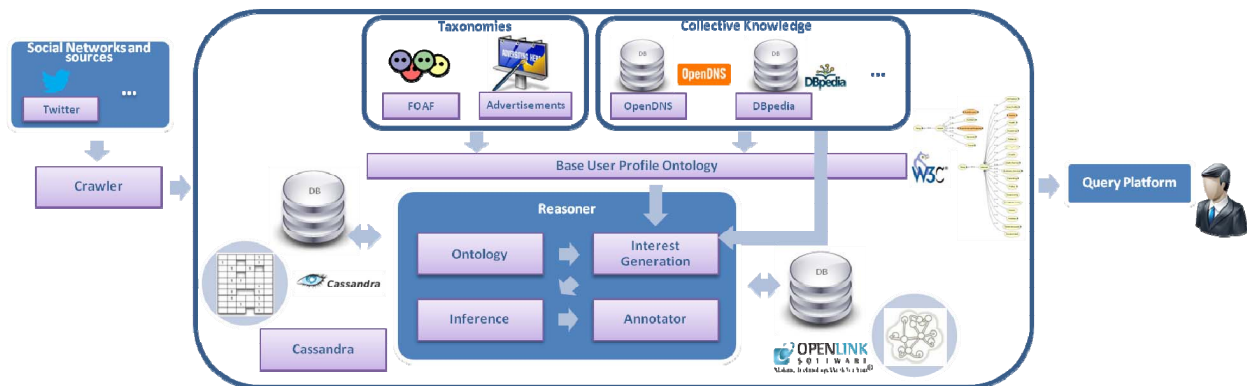 Social Networks and
sources
Twitter
...
Crawler
Taxonomies
FOAF
Advertisements
Collective Knowledge
DB
OpenDNS
OpenDNS
DB
DBpedia
DBpedia
...
Base User Profile Ontology
W3C
DB
Cassandra
Cassandra
Reasoner
Ontology
Interest
Generation
Inference
Annotator
DB
OPENLINK
SOFTWARE
Query Platform